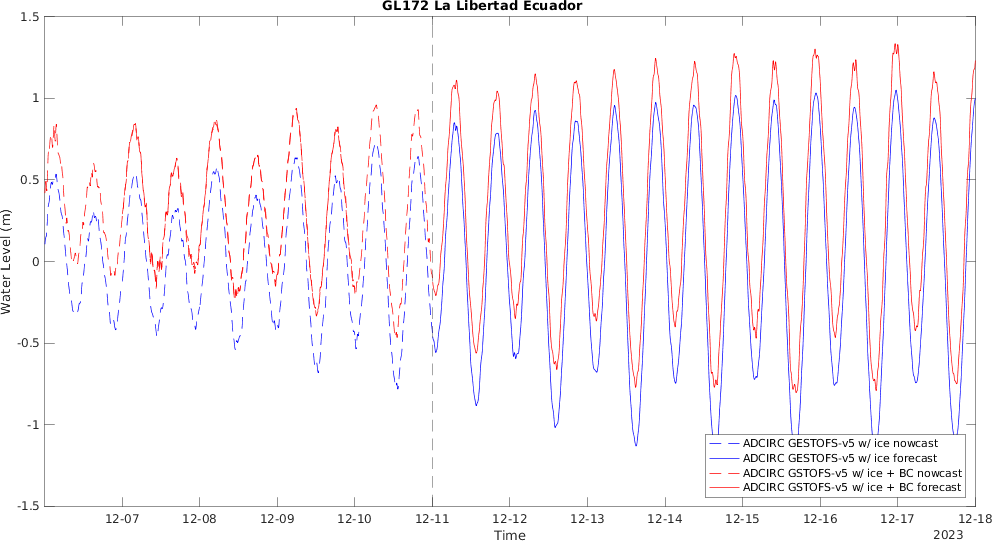 GL172 La Libertad Ecuador
1.5
1
0.5
0
-0.5
-1
-1.5
Water Level (m)
ADCIRC GESTOFS-v5 w/ ice nowcast
ADCIRC GESTOFS-v5 w/ ice forecast
ADCIRC GSTOFS-v5 w/ ice + BC nowcast
ADCIRC GSTOFS-v5 w/ ice + BC forecast
12-07 12-08 12-09 12-10 12-11 12-12 12-13 12-14 12-15 12-16 12-17 12-18
Time
2023